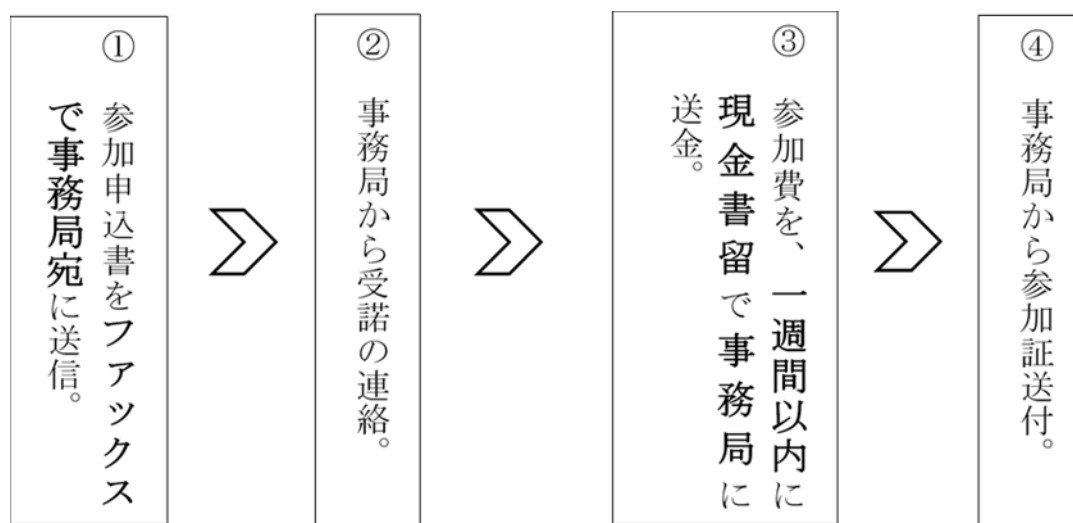 ① 参加申込書をファックス
で事務局宛に送信。
② 事務局から受諾の連絡。
③ 参加費を、一週間以内に
現金書留で事務局に
送金。
④ 事務局から参加証送付。